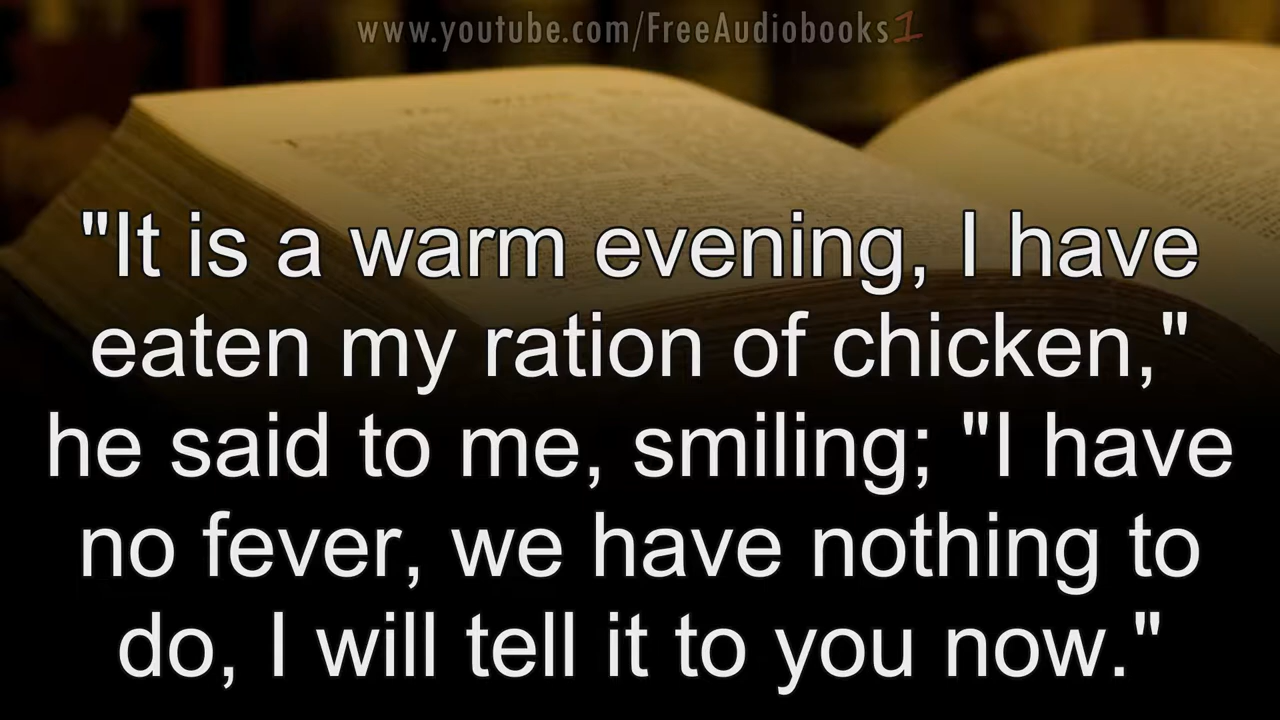 www.youtube.com/FreeAudiobooks1
"It is a warm evening, I have
eaten my ration of chicken,"
he said to me, smiling; "I have
no fever, we have nothing to
do, I will tell it to you now."